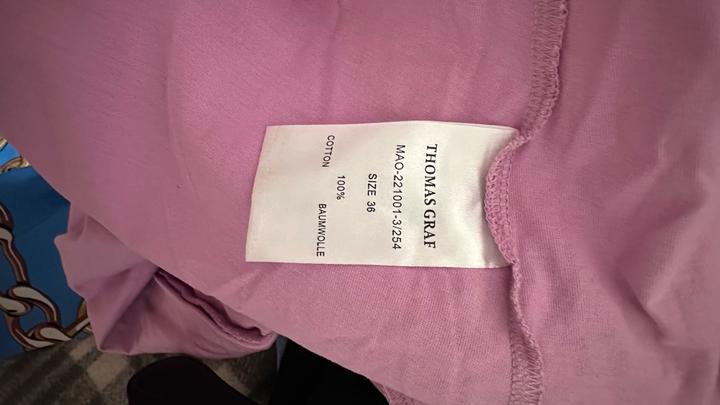 THOMAS GRAF
MAO-221001-3/254
SIZE 36
COTTON 100% BAUMWOLLE